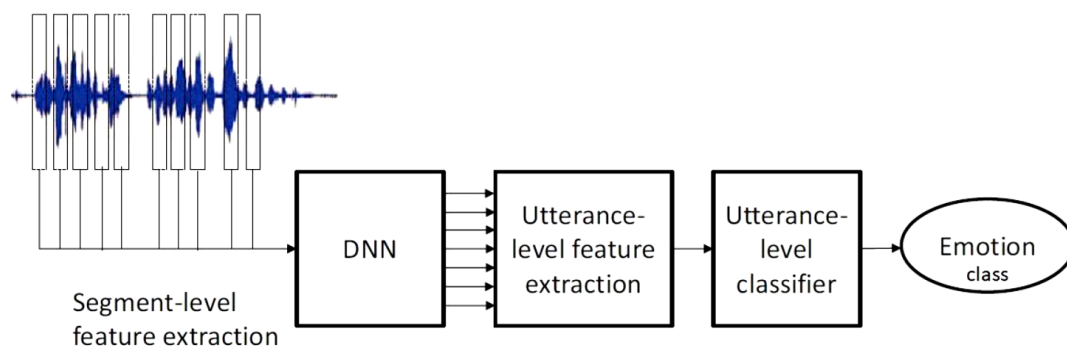 Segment-level
feature extraction
DNN
Utterance-
level feature
extraction
Utterance-
level
classifier
Emotion
class